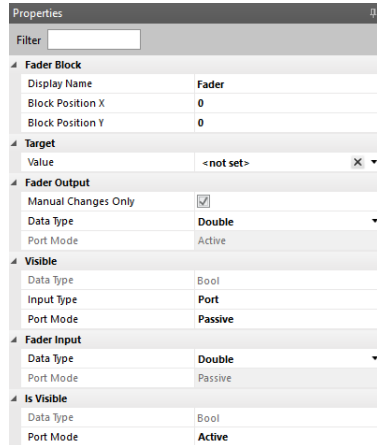 Properties
Filter
Fader Block
Display Name Fader
Block Position X 0
Block Position Y 0
Target
Value <not set>
Fader Output
Manual Changes Only
Data Type Double
Port Mode Active
Visible
Data Type Bool
Input Type Port
Port Mode Passive
Fader Input
Data Type Double
Port Mode Passive
Is Visible
Data Type Bool
Port Mode Active